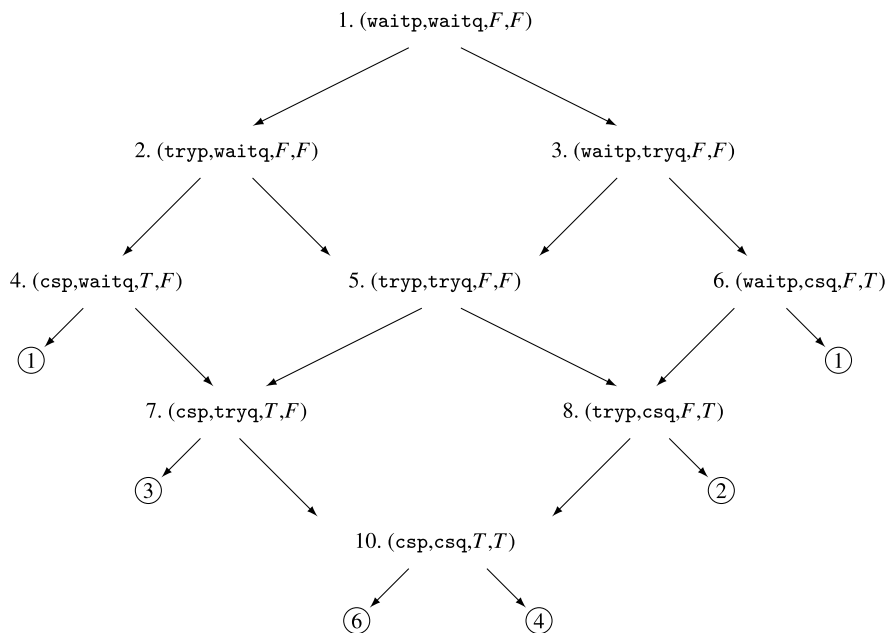 1. (waitp,waitq,F,F)
2. (tryp,waitq,F,F)
3. (waitp,tryq,F,F)
4. (csp,waitq,T,F)
5. (tryp,tryq,F,F)
6. (waitp,csq,F,T)
1
1
7. (csp,tryq,T,F)
8. (tryp,csq,F,T)
3
2
10. (csp,csq,T,T)
6
4